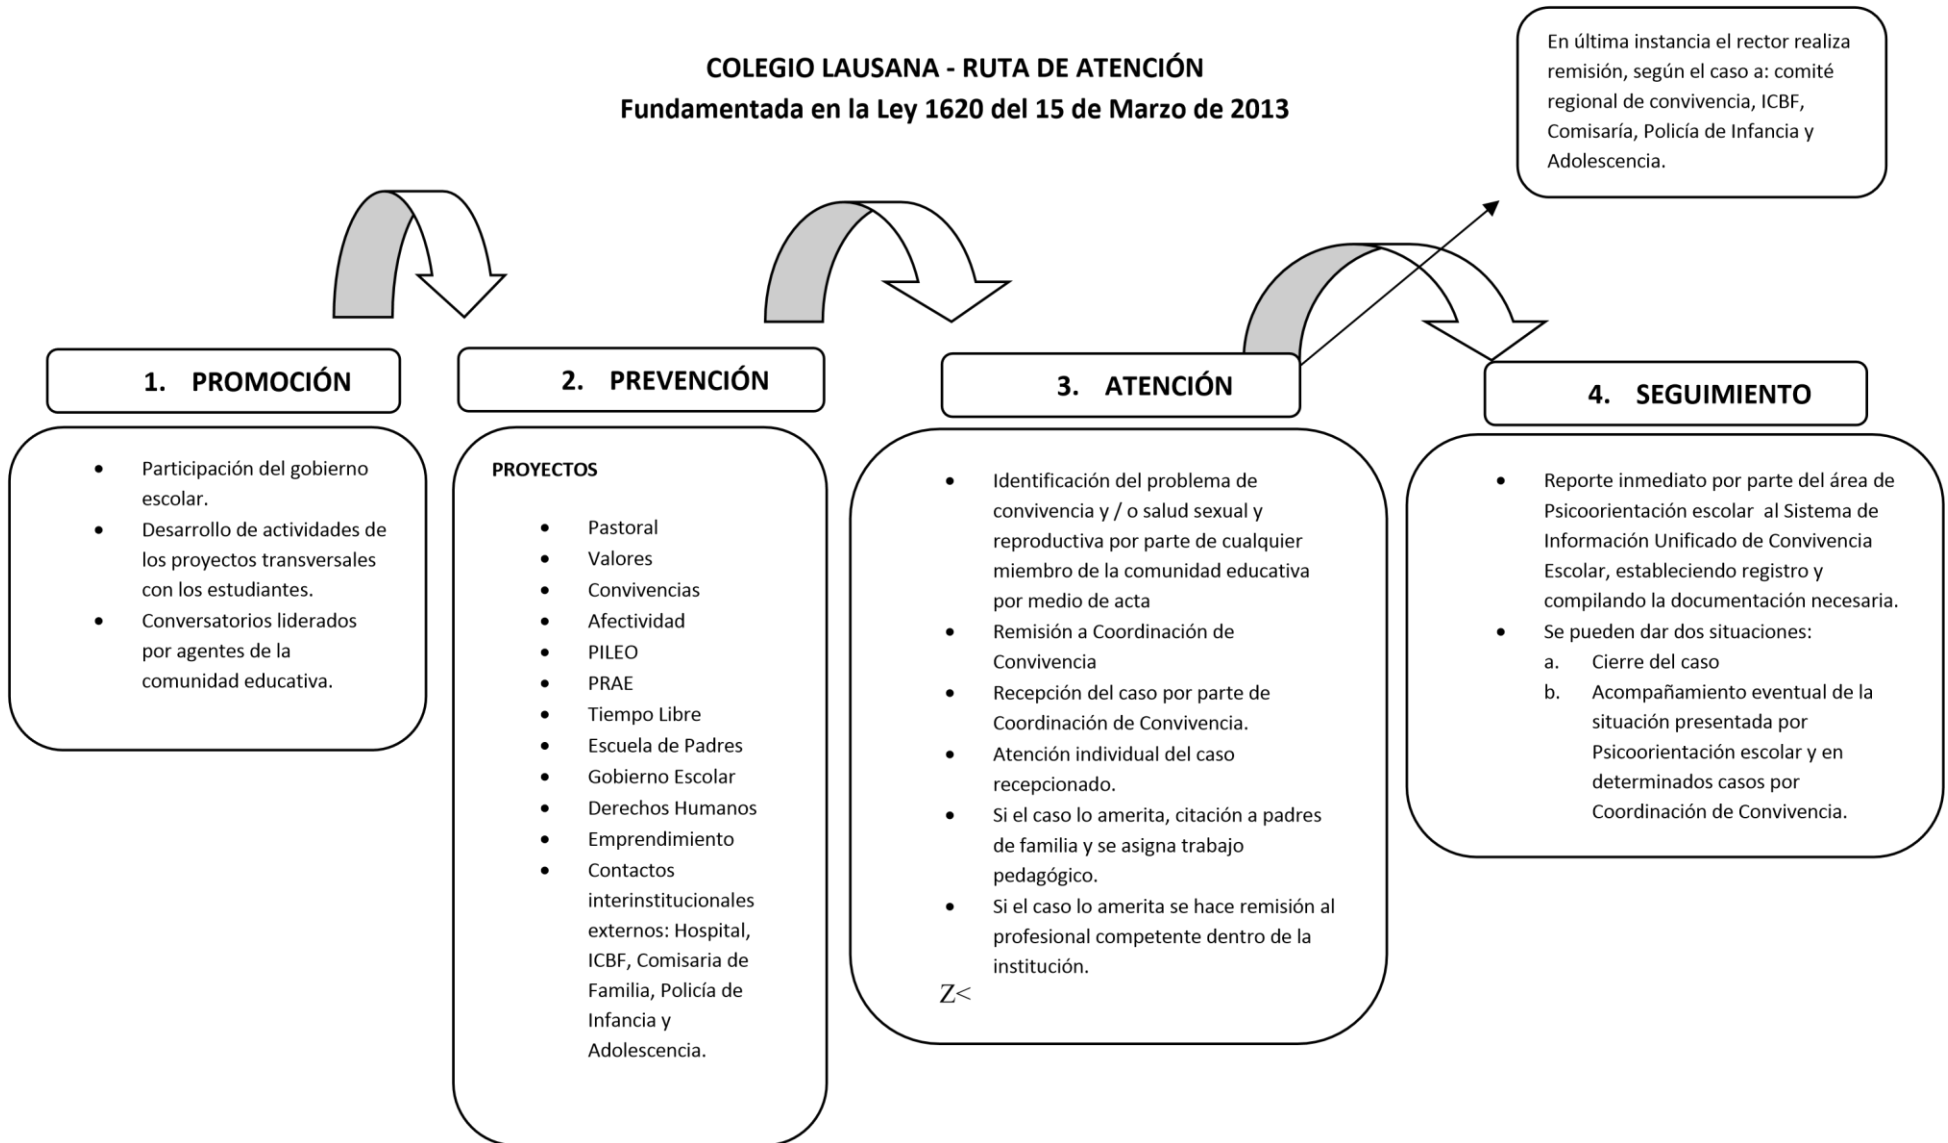 COLEGIO LAUSANA - RUTA DE ATENCIÓN
Fundamentada en la Ley 1620 del 15 de Marzo de 2013
En última instancia el rector realiza
remisión, según el caso a: comité
regional de convivencia, ICBF,
Comisaría, Policía de Infancia y
Adolescencia.
1. PROMOCIÓN
• Participación del gobierno
escolar.
• Desarrollo de actividades de
los proyectos transversales
con los estudiantes.
• Conversatorios liderados
por agentes de la
comunidad educativa.
2. PREVENCIÓN
PROYECTOS
• Pastoral
• Valores
• Convivencias
• Afectividad
• PILEO
• PRAE
• Tiempo Libre
• Escuela de Padres
• Gobierno Escolar
• Derechos Humanos
• Emprendimiento
• Contactos
interinstitucionales
externos: Hospital,
ICBF, Comisaria de
Familia, Policía de
Infancia y
Adolescencia.
3. ATENCIÓN
• Identificación del problema de
convivencia y / o salud sexual y
reproductiva por parte de cualquier
miembro de la comunidad educativa
por medio de acta
• Remisión a Coordinación de
Convivencia
• Recepción del caso por parte de
Coordinación de Convivencia.
• Atención individual del caso
recepcionado.
• Si el caso lo amerita, citación a padres
de familia y se asigna trabajo
pedagógico.
• Si el caso lo amerita se hace remisión al
profesional competente dentro de la
institución.
Z<
4. SEGUIMIENTO
• Reporte inmediato por parte del área de
Psicoorientación escolar al Sistema de
Información Unificado de Convivencia
Escolar, estableciendo registro y
compilando la documentación necesaria.
• Se pueden dar dos situaciones:
a. Cierre del caso
b. Acompañamiento eventual de la
situación presentada por
Psicoorientación escolar y en
determinados casos por
Coordinación de Convivencia.